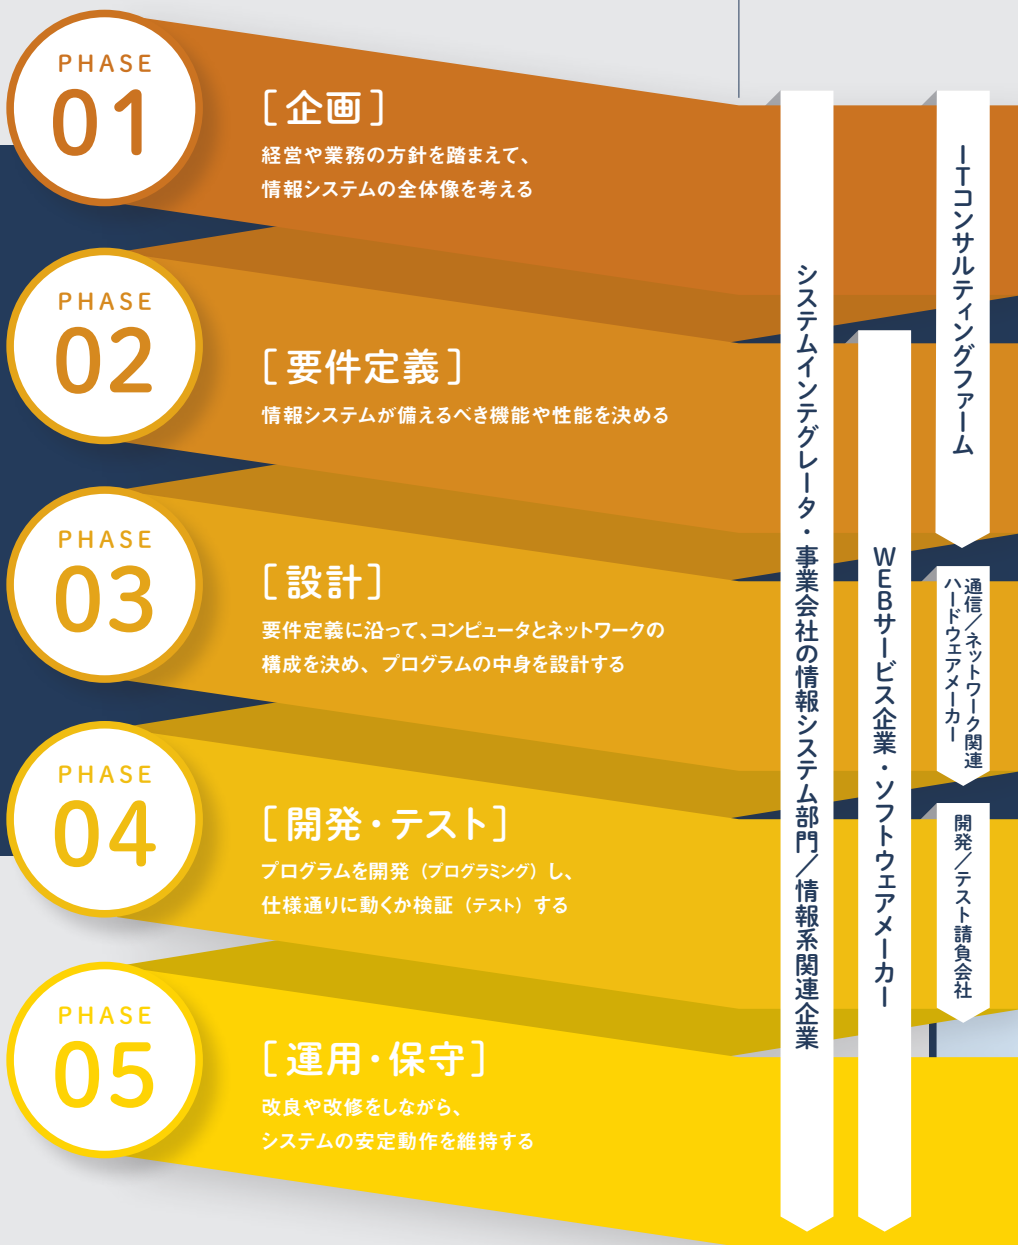 PHASE
01
［企画］
経営や業務の方針を踏まえて、
情報システムの全体像を考える
PHASE
02
［要件定義］
情報システムが備えるべき機能や性能を決める
PHASE
03
［設計］
要件定義に沿って、コンピュータとネットワークの
構成を決め、プログラムの中身を設計する
PHASE
04
［開発・テスト］
プログラムを開発（プログラミング）し、
仕様通りに動くか検証（テスト）する
PHASE
05
［運用・保守］
改良や改修をしながら、
システムの安定動作を維持する
システムインテグレータ・事業会社の情報システム部門／情報系関連企業
WEBサービス企業・ソフトウェアメーカー
ITコンサルティングファーム
通信／ネットワーク関連
ハードウェアメーカー
開発／テスト請負会社